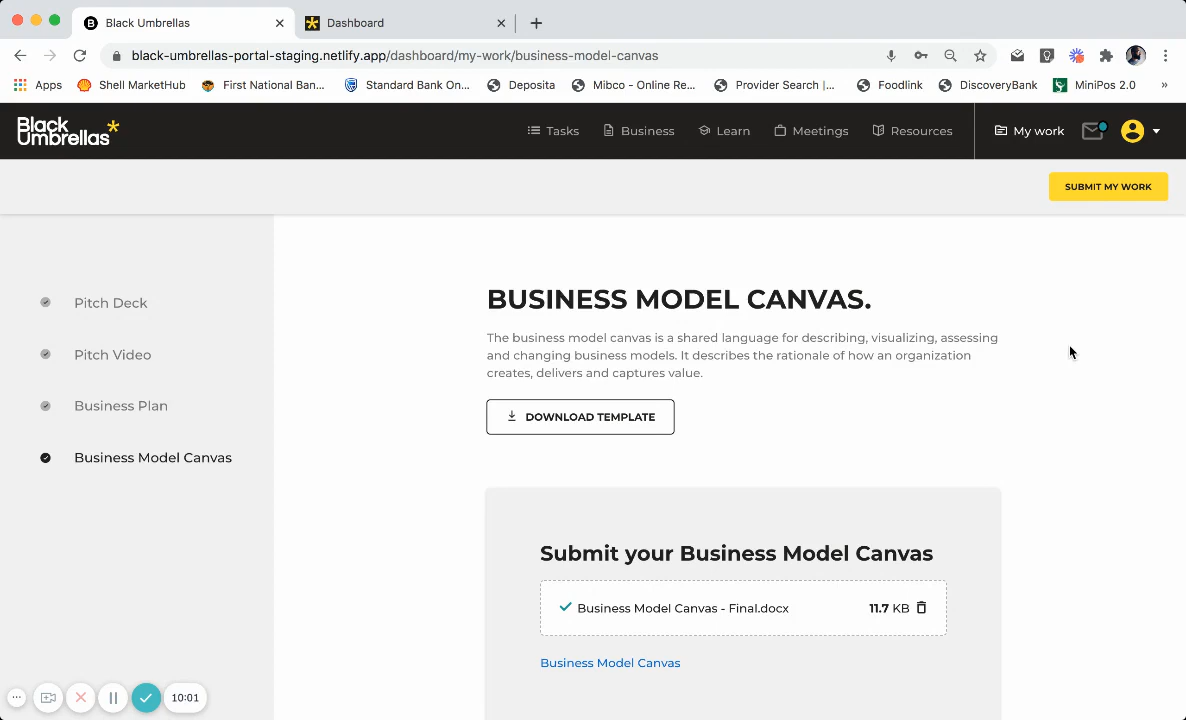 Black Umbrellas
Dashboard
black-umbrellas-portal-staging.netlify.app/dashboard/my-work/business-model-canvas
Apps
Shell MarketHub
First National Ban...
Standard Bank On...
Deposita
Mibco - Online Re...
Provider Search |...
Foodlink
DiscoveryBank
MiniPos 2.0
»
Black
Umbrellas*
Tasks
Business
Learn
Meetings
Resources
My work
SUBMIT MY WORK
Pitch Deck
Pitch Video
Business Plan
Business Model Canvas
BUSINESS MODEL CANVAS.
The business model canvas is a shared language for describing, visualizing, assessing
and changing business models. It describes the rationale of how an organization
creates, delivers and captures value.
DOWNLOAD TEMPLATE
Submit your Business Model Canvas
Business Model Canvas - Final.docx 11.7 KB
Business Model Canvas
10:01